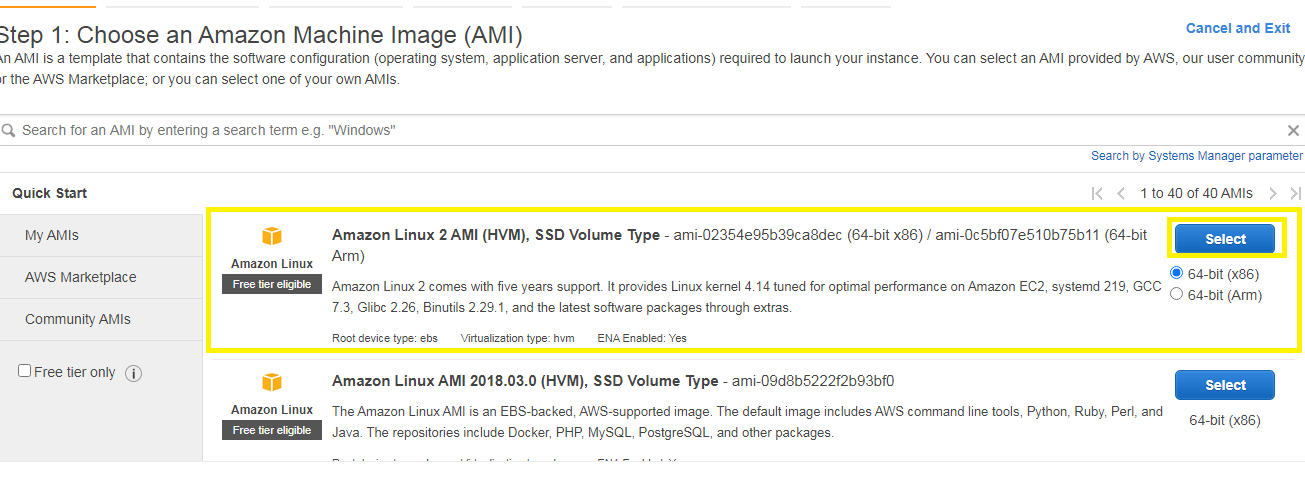 Step 1: Choose an Amazon Machine Image (AMI)
Cancel and Exit
An AMI is a template that contains the software configuration (operating system, application server, and applications) required to launch your instance. You can select an AMI provided by AWS, our user community
or the AWS Marketplace; or you can select one of your own AMIs.
Search for an AMI by entering a search term e.g. "Windows"
Search by Systems Manager parameter
Quick Start
1 to 40 of 40 AMIs
My AMIs
AWS Marketplace
Community AMIs
Free tier only
Amazon Linux
Free tier eligible
Amazon Linux 2 AMI (HVM), SSD Volume Type - ami-02354e95b39ca8dec (64-bit x86) / ami-0c5bf07e510b75b11 (64-bit
Arm)
Amazon Linux 2 comes with five years support. It provides Linux kernel 4.14 tuned for optimal performance on Amazon EC2, systemd 219, GCC
7.3, Glibc 2.26, Binutils 2.29.1, and the latest software packages through extras.
Root device type: ebs Virtualization type: hvm ENA Enabled: Yes
Select
64-bit (x86)
64-bit (Arm)
Amazon Linux
Free tier eligible
Amazon Linux AMI 2018.03.0 (HVM), SSD Volume Type - ami-09d8b5222f2b93bf0
The Amazon Linux AMI is an EBS-backed, AWS-supported image. The default image includes AWS command line tools, Python, Ruby, Perl, and
Java. The repositories include Docker, PHP, MySQL, PostgreSQL, and other packages.
Select
64-bit (x86)